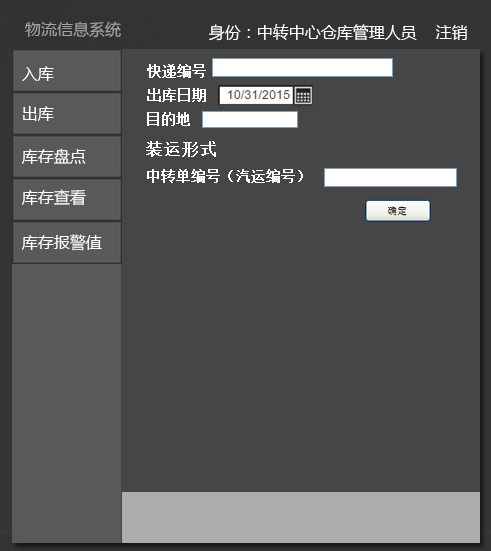 物流信息系统
身份：中转中心仓库管理人员 注销
入库
出库
库存盘点
库存查看
库存报警值
快递编号
出库日期 10/31/2015
目的地
装运形式
中转单编号（汽运编号）
确定